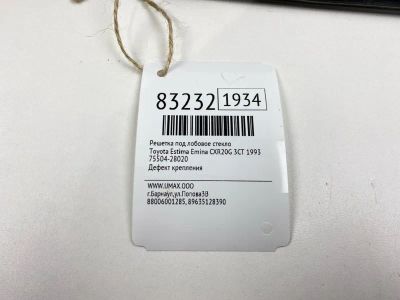 83232 1934
Решетка под лобовое стекло
Toyota Estima Emina CXR20G 3CT 1993
75504-28020
Дефект крепления
WWW.UMAX.OOO
г.Барнаул,ул.Попова3В
88006001285, 89635128390